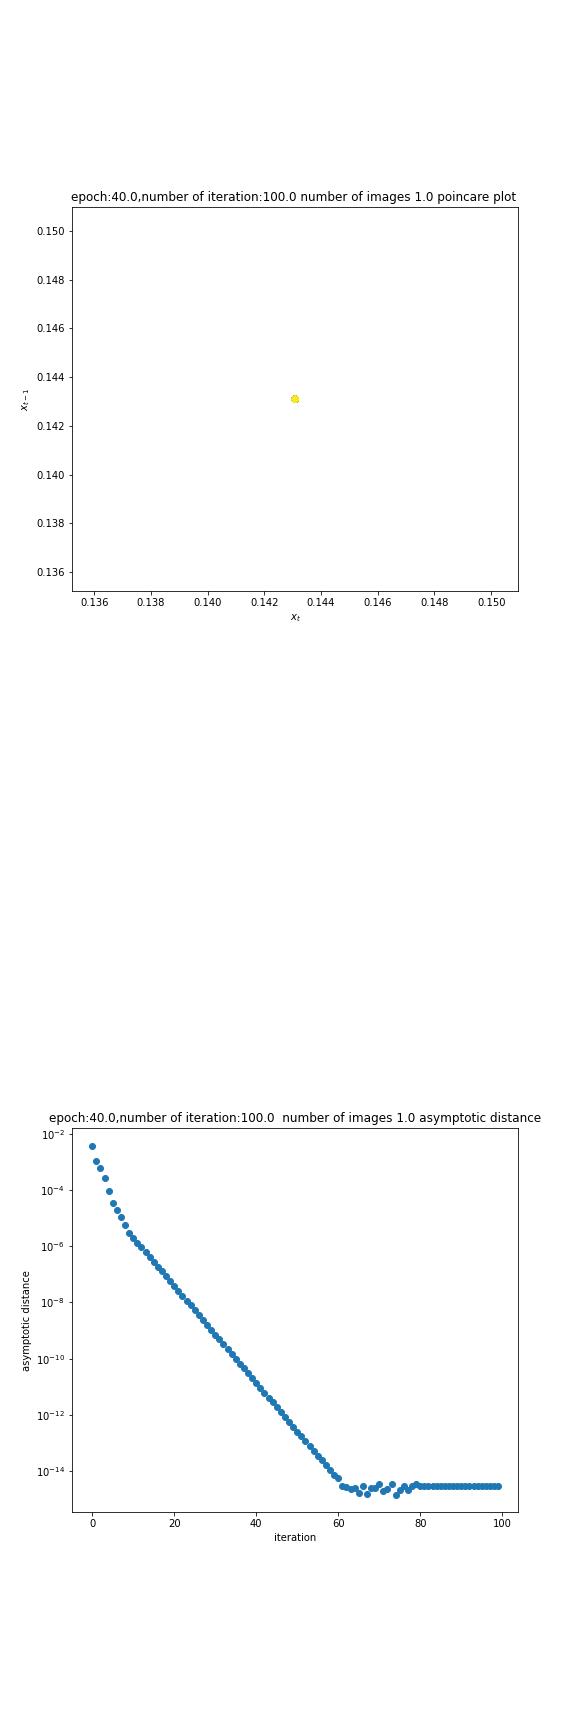 epoch:40.0,number of iteration:100.0 number of images 1.0 poincare plot
0.150
0.148
0.146
0.144
0.142
0.140
0.138
0.136
x_{t-1}
0.136 0.138 0.140 0.142 0.144 0.146 0.148 0.150
x_t
epoch:40.0,number of iteration:100.0  number of images 1.0 asymptotic distance
10^{-2}
10^{-4}
10^{-6}
10^{-8}
10^{-10}
10^{-12}
10^{-14}
asymptotic distance
0 20 40 60 80 100
iteration